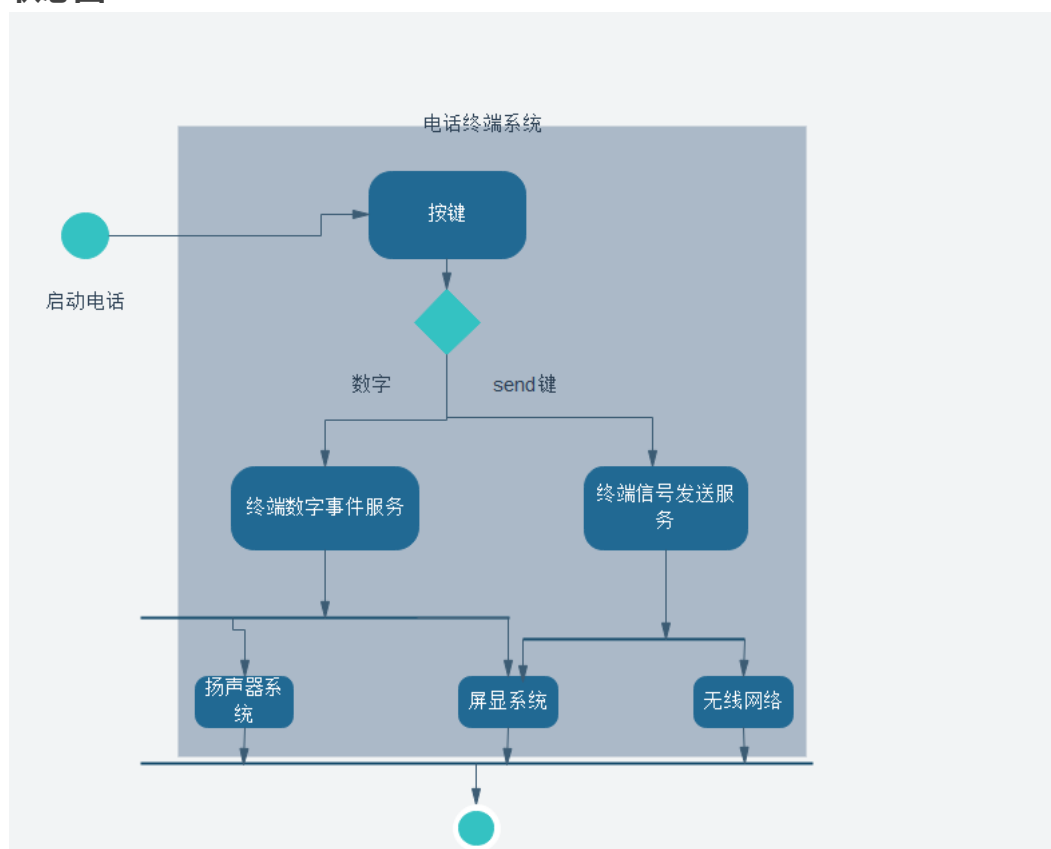 电话终端系统
按键
启动电话
数字
send键
终端数字事件服务
终端信号发送服
务
扬声器系
统
屏显系统
无线网络